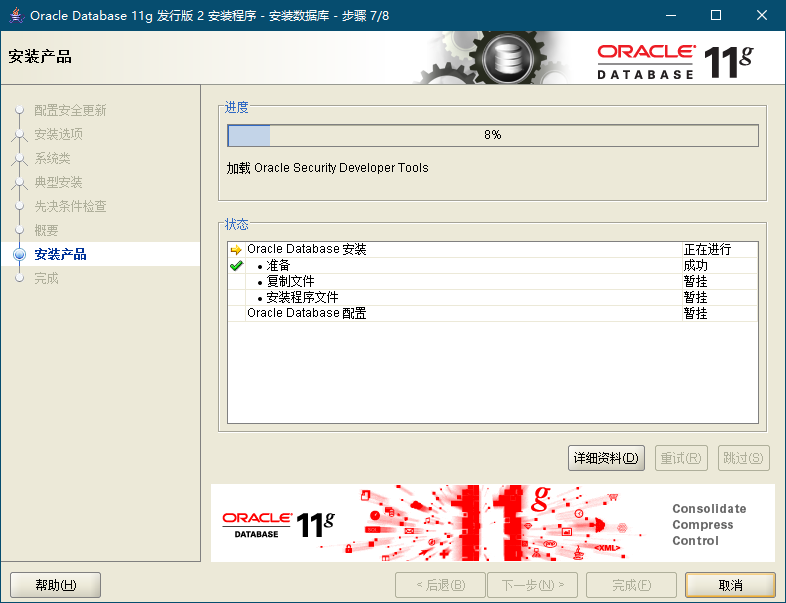 Oracle Database 11g 发行版 2 安装程序 - 安装数据库 - 步骤 7/8
安装产品
ORACLE
DATABASE 11g
配置安全更新
安装选项
系统类
典型安装
先决条件检查
概要
安装产品
完成
进度
8%
加载 Oracle Security Developer Tools
状态
Oracle Database 安装 正在进行
• 准备 成功
• 复制文件 暂挂
• 安装程序文件 暂挂
Oracle Database 配置 暂挂
详细资料(D) 重试(R) 跳过(S)
ORACLE
DATABASE 11g
11g
<XML>
Consolidate
Compress
Control
帮助(H) < 后退(B) 下一步(N) > 完成(F) 取消